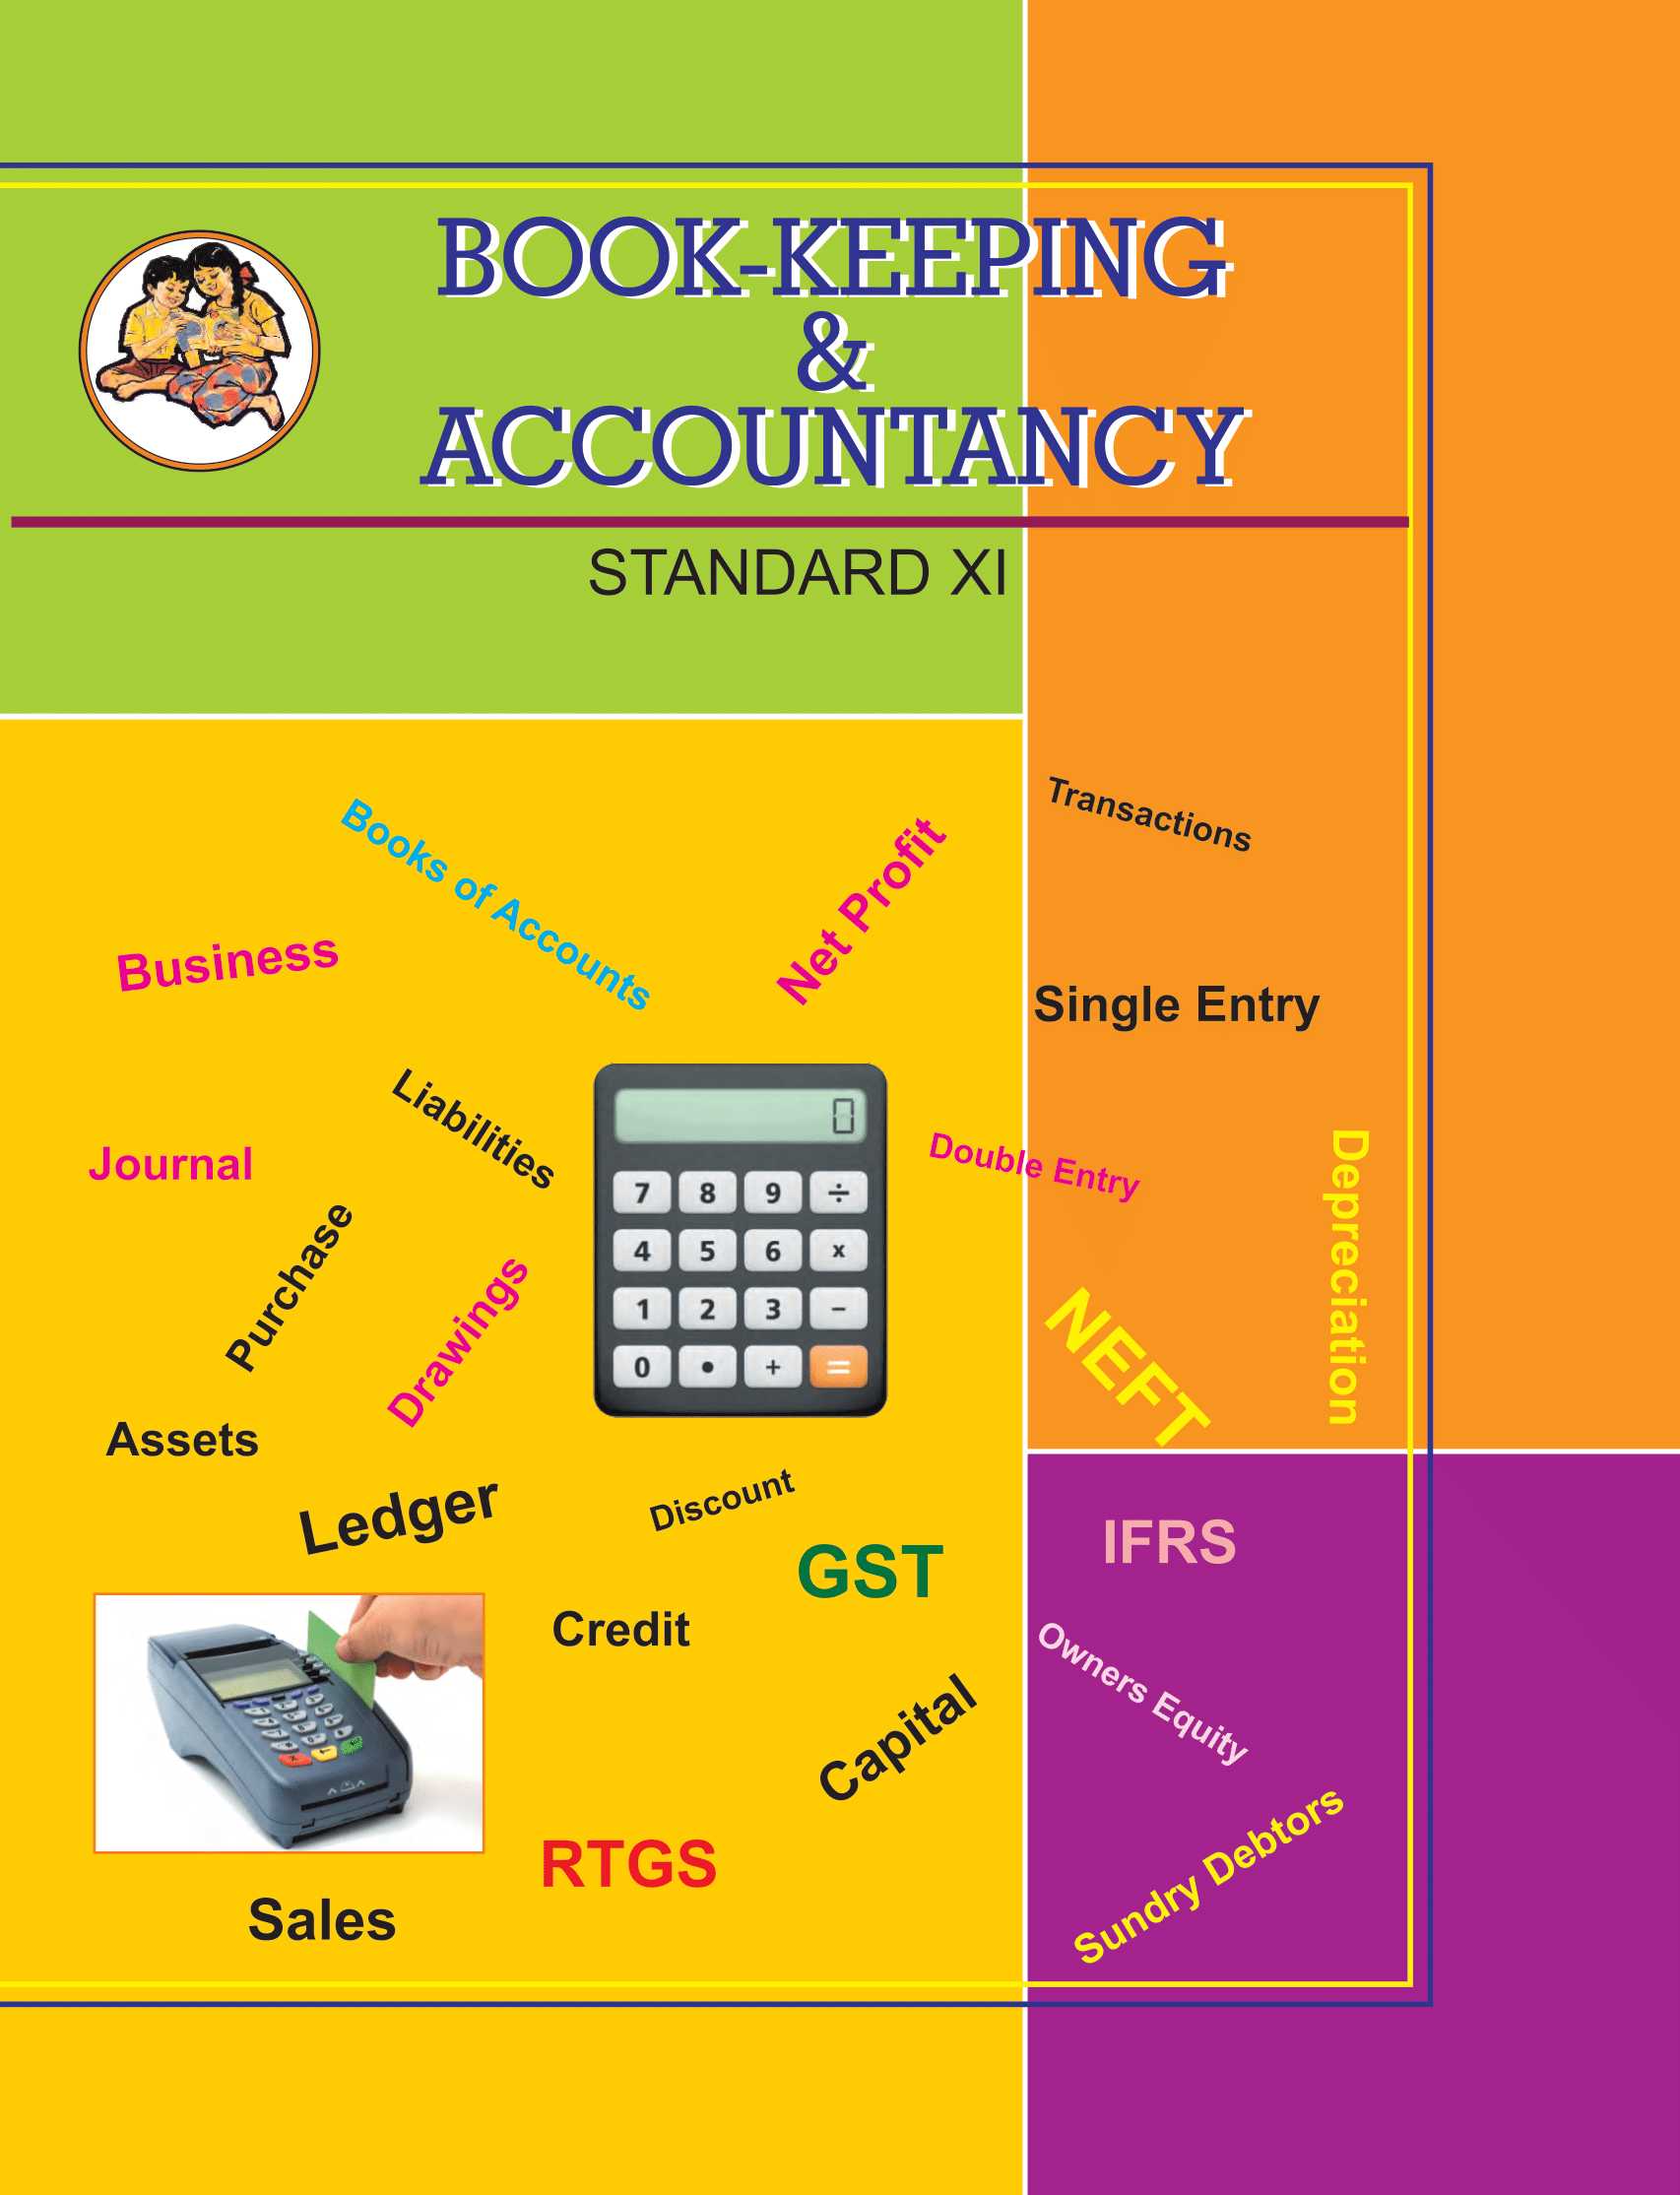 BOOK-KEEPING
&
ACCOUNTANCY
STANDARD XI
Transactions
Books of Accounts
Net Profit
Business
Single Entry
Liabilities
0
Journal
Double Entry
Depreciation
7 8 9 ÷
Purchase
4 5 6 x
Drawings
1 2 3 −
NEFT
0 • + =
Assets
Ledger
Discount
GST
IFRS
Credit
Owners Equity
Capital
RTGS
Sundry Debtors
Sales